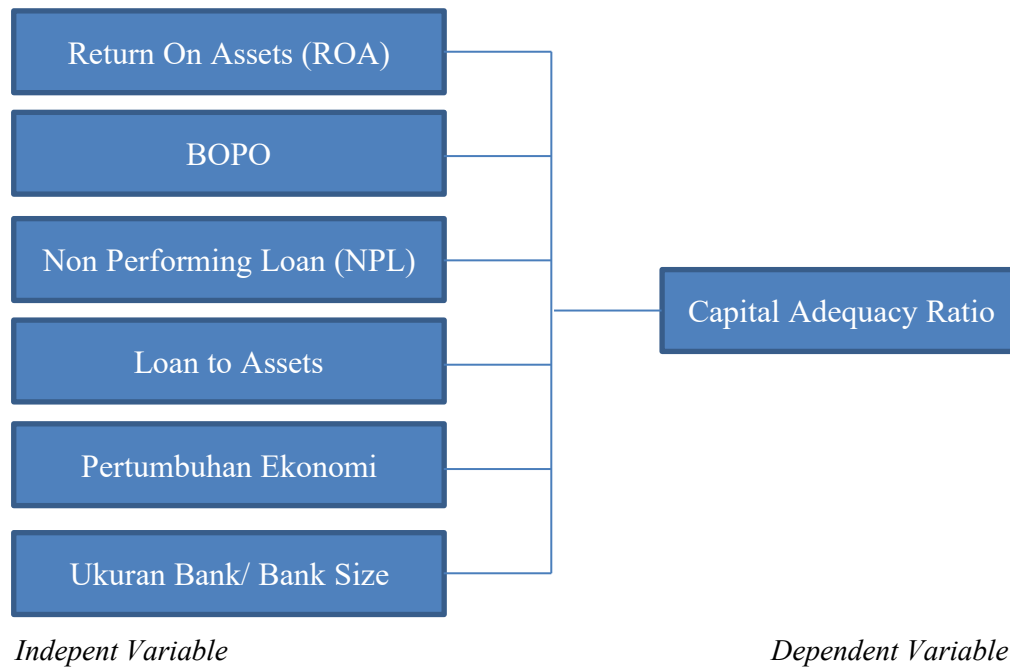 Return On Assets (ROA)
BOPO
Non Performing Loan (NPL)
Capital Adequacy Ratio
Loan to Assets
Pertumbuhan Ekonomi
Ukuran Bank/ Bank Size
Indepent Variable
Dependent Variable